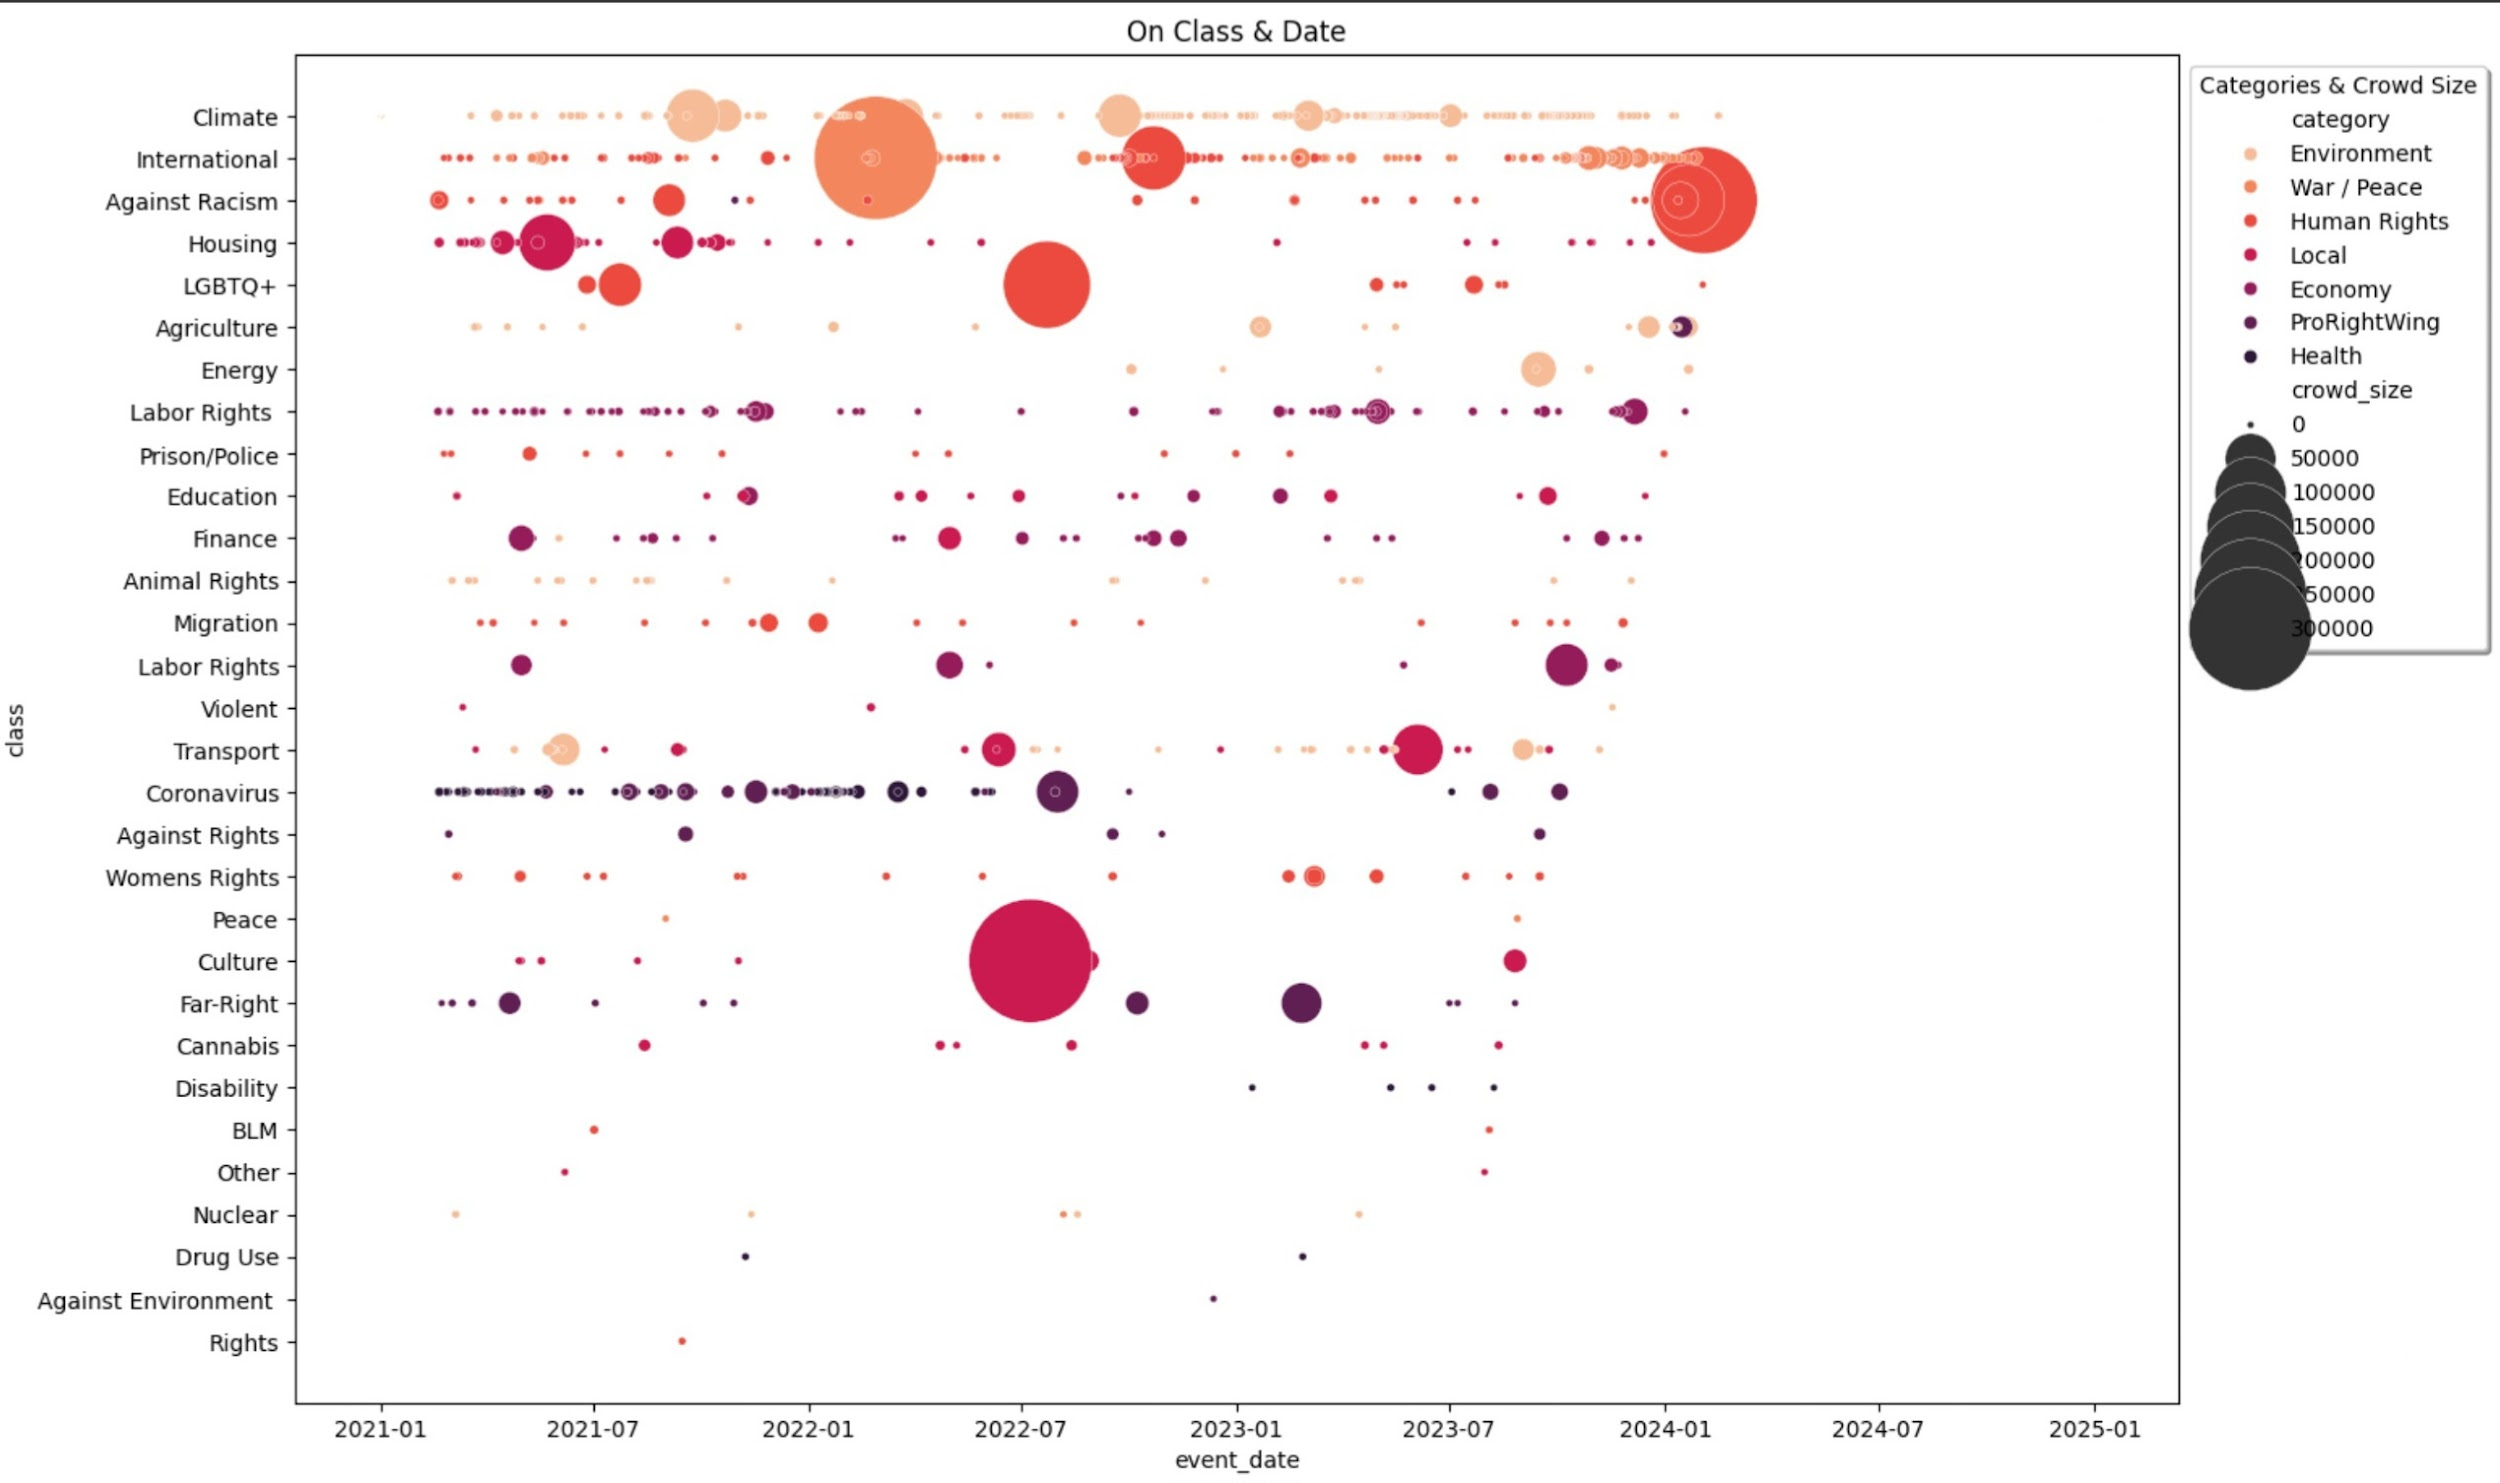 On Class & Date
Climate
International
Against Racism
Housing
LGBTQ+
Agriculture
Energy
Labor Rights
Prison/Police
Education
Finance
Animal Rights
Migration
Labor Rights
Violent
Transport
Coronavirus
Against Rights
Womens Rights
Peace
Culture
Far-Right
Cannabis
Disability
BLM
Other
Nuclear
Drug Use
Against Environment
Rights
class
2021-01 2021-07 2022-01 2022-07 2023-01 2023-07 2024-01 2024-07 2025-01
event_date
Categories & Crowd Size
category
Environment
War / Peace
Human Rights
Local
Economy
ProRightWing
Health
crowd_size
0
50000
100000
150000
200000
250000
300000